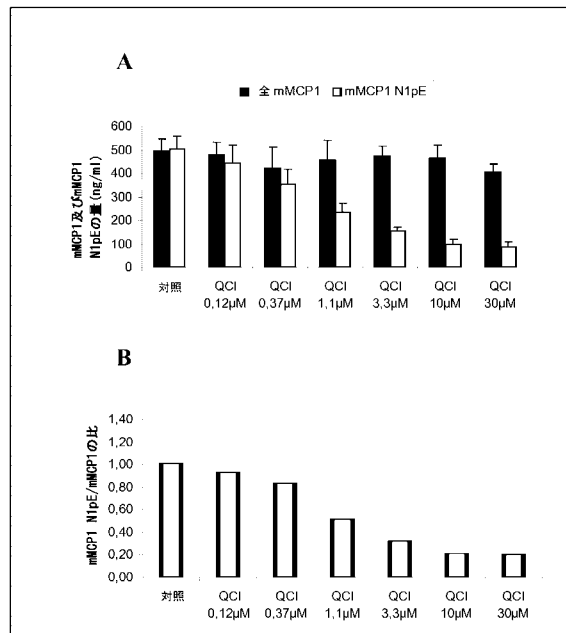 A
全 mMCP1 mMCP1 N1pE
mMCP1及びmMCP1
N1pEの量(ng/ml)
600
500
400
300
200
100
0
対照 QCI QCI QCI QCI QCI QCI
0,12µM 0,37µM 1,1µM 3,3µM 10µM 30µM
B
mMCP1 N1pE/mMCP1の比
1,40
1,20
1,00
0,80
0,60
0,40
0,20
0,00
対照 QCI QCI QCI QCI QCI QCI
0,12µM 0,37µM 1,1µM 3,3µM 10µM 30µM